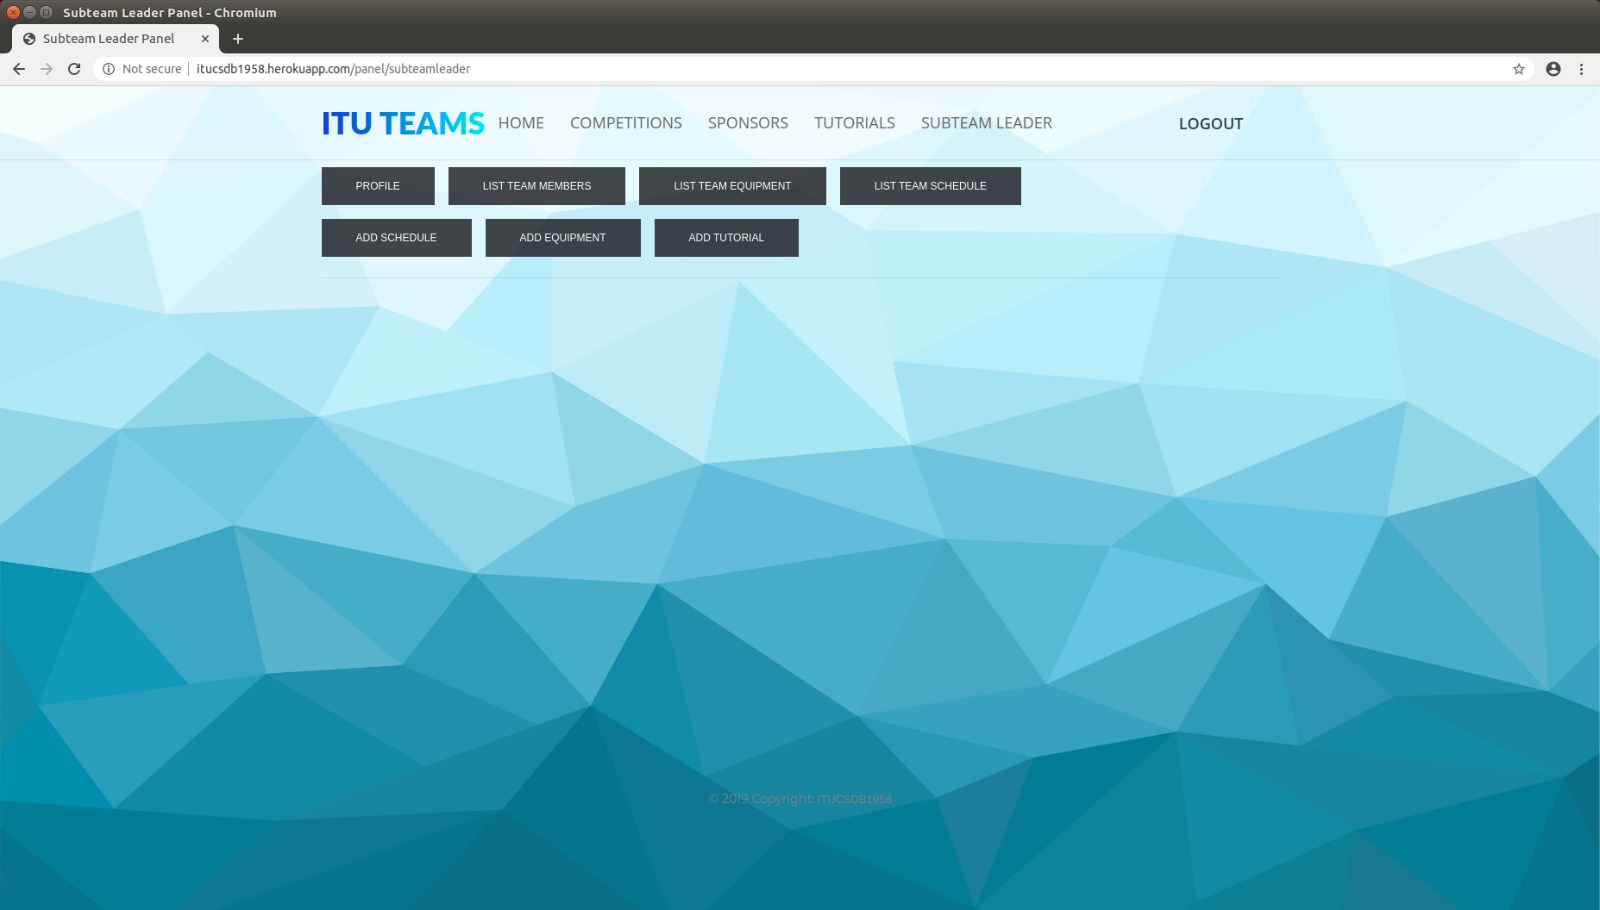 Subteam Leader Panel - Chromium
Subteam Leader Panel
Not secure itucsdb1958.herokuapp.com/panel/subteamleader
ITU TEAMS HOME COMPETITIONS SPONSORS TUTORIALS SUBTEAM LEADER LOGOUT
PROFILE LIST TEAM MEMBERS LIST TEAM EQUIPMENT LIST TEAM SCHEDULE
ADD SCHEDULE ADD EQUIPMENT ADD TUTORIAL
© 2019 Copyright: ITUCSDB1958